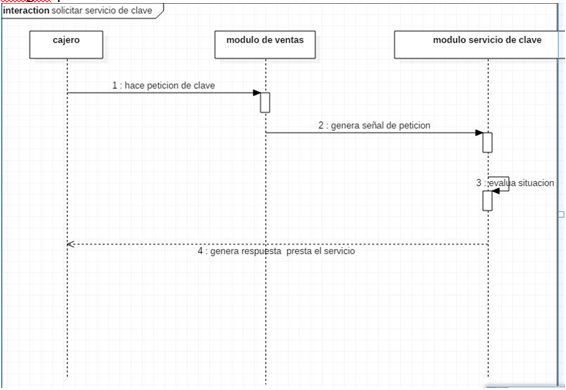 interaction solicitar servicio de clave
cajero
modulo de ventas
modulo servicio de clave
1 : hace peticion de clave
2 : genera señal de peticion
3 : evalua situacion
4 : genera respuesta presta el servicio